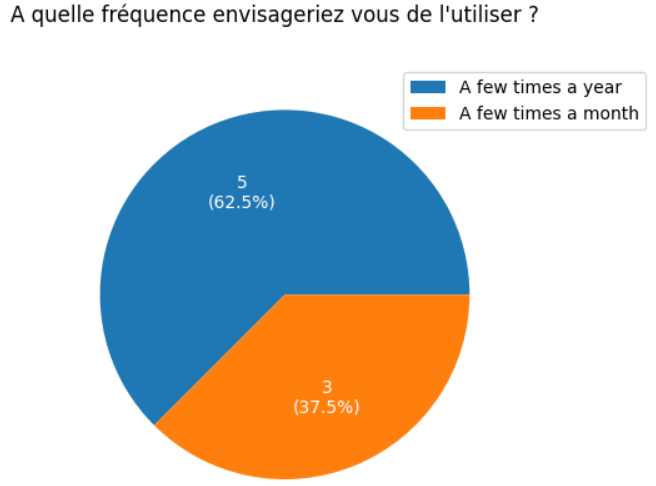 A quelle fréquence envisageriez vous de l'utiliser ?
A few times a year
A few times a month
5
(62.5%)
3
(37.5%)